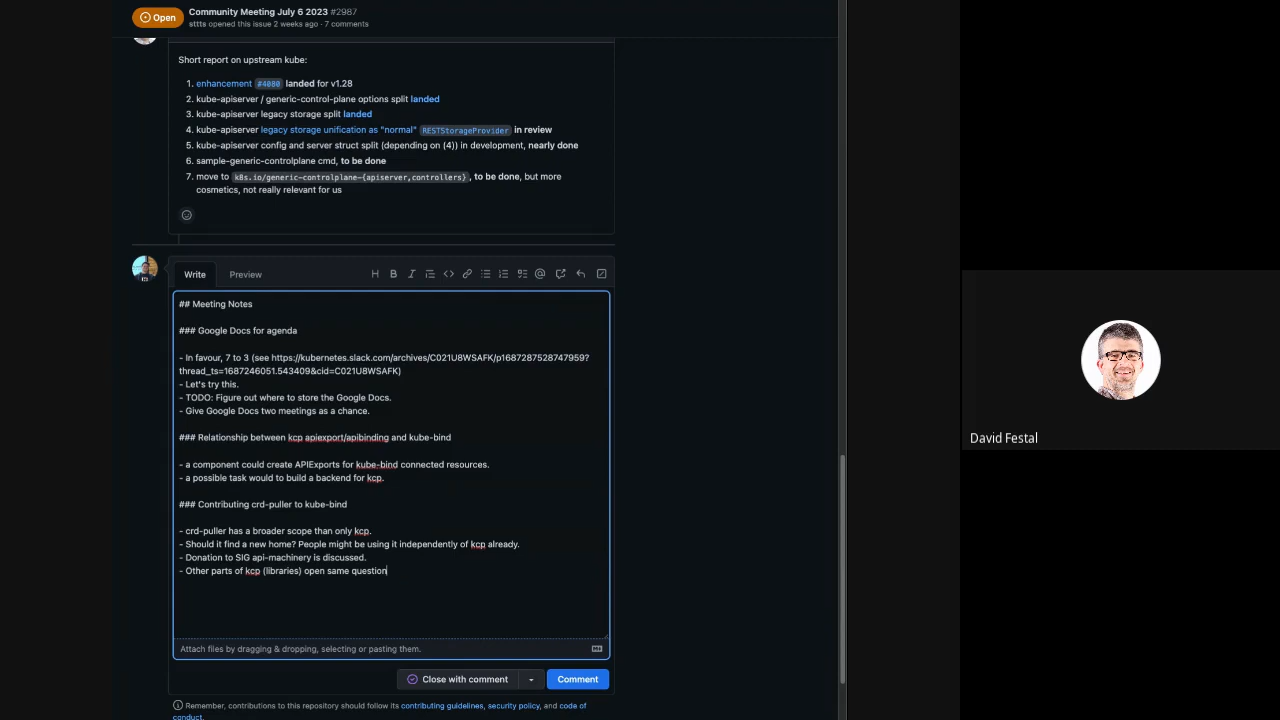 Open
Community Meeting July 6 2023 #2987
sttts opened this issue 2 weeks ago · 7 comments
Short report on upstream kube:
1. enhancement #4080 landed for v1.28
2. kube-apiserver / generic-control-plane options split landed
3. kube-apiserver legacy storage split landed
4. kube-apiserver legacy storage unification as "normal" RESTStorageProvider in review
5. kube-apiserver config and server struct split (depending on (4)) in development, nearly done
6. sample-generic-controlplane cmd, to be done
7. move to k8s.io/generic-controlplane-{apiserver,controllers}, to be done, but more
cosmetics, not really relevant for us
Write Preview
## Meeting Notes
### Google Docs for agenda
- In favour, 7 to 3 (see https://kubernetes.slack.com/archives/C021U8WSAFK/p1687287528747959?
thread_ts=1687246051.543409&cid=C021U8WSAFK)
- Let's try this.
- TODO: Figure out where to store the Google Docs.
- Give Google Docs two meetings as a chance.
### Relationship between kcp apiexport/apibinding and kube-bind
- a component could create APIExports for kube-bind connected resources.
- a possible task would to build a backend for kcp.
### Contributing crd-puller to kube-bind
- crd-puller has a broader scope than only kcp.
- Should it find a new home? People might be using it independently of kcp already.
- Donation to SIG api-machinery is discussed.
- Other parts of kcp (libraries) open same question
Attach files by dragging & dropping, selecting or pasting them.
Close with comment
Comment
Remember, contributions to this repository should follow its contributing guidelines, security policy, and code of
conduct.
David Festal